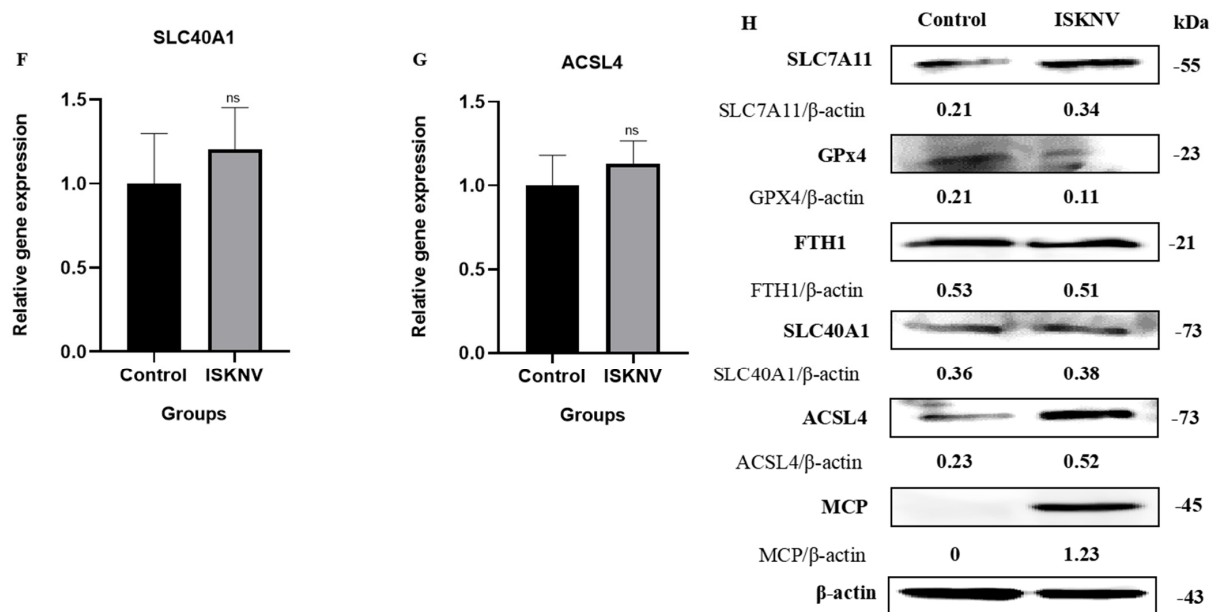 F
SLC40A1
Relative gene expression
1.5
1.0
0.5
0.0
ns
Control ISKNV
Groups
G
ACSL4
Relative gene expression
1.5
1.0
0.5
0.0
ns
Control ISKNV
Groups
H
Control ISKNV kDa
SLC7A11 -55
SLC7A11/β-actin 0.21 0.34
GPx4 -23
GPX4/β-actin 0.21 0.11
FTH1 -21
FTH1/β-actin 0.53 0.51
SLC40A1 -73
SLC40A1/β-actin 0.36 0.38
ACSL4 -73
ACSL4/β-actin 0.23 0.52
MCP -45
MCP/β-actin 0 1.23
β-actin -43